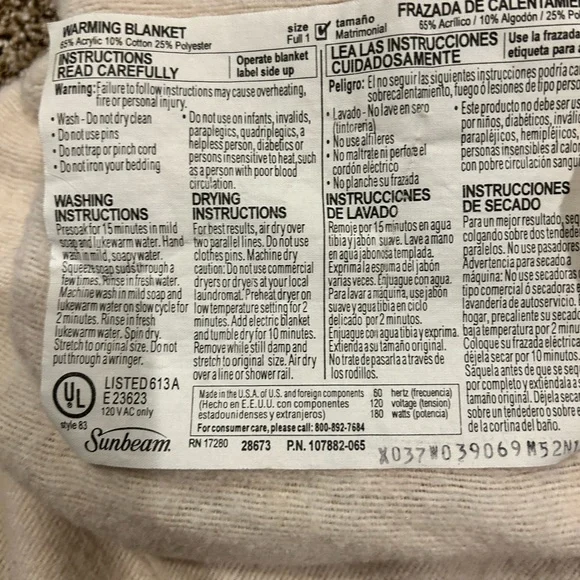 WARMING BLANKET
65% Acrylic 10% Cotton 25% Polyester
size
Full 1
tamaño
Matrimonial
FRAZADA DE CALENTAMIE
65% Acrílico / 10% Algodón / 25% Po
INSTRUCTIONS
READ CAREFULLY
Operate blanket
label side up
Warning: Failure to follow instructions may cause overheating,
fire or personal injury.
• Wash - Do not dry clean
• Do not use pins
• Do not trap or pinch cord
• Do not iron your bedding
• Do not use on infants, invalids,
paraplegics, quadriplegics, a
helpless person, diabetics or
persons insensitive to heat, such
as a person with poor blood
circulation.
WASHING
INSTRUCTIONS
Presoak for 15 minutes in mild
soap and lukewarm water. Hand
wash in mild, soapy water.
Squeeze soap suds through a
few times. Rinse in fresh water.
Machine wash in mild soap and
lukewarm water on slow cycle for
2 minutes. Rinse in fresh
lukewarm water. Spin dry.
Stretch to original size. Do not
put through a wringer.
DRYING
INSTRUCTIONS
For best results, air dry over
two parallel lines. Do not use
clothes pins. Machine dry
caution: Do not use commercial
dryers or dryers at your local
laundromat. Preheat dryer on
low temperature setting for 2
minutes. Add electric blanket
and tumble dry for 10 minutes.
Remove while still damp and
stretch to original size. Air dry
over a line or shower rail.
LEA LAS INSTRUCCIONES
CUIDADOSAMENTE
Use la frazada
etiqueta para
Peligro: El no seguir las siguientes instrucciones podría cau
sobrecalentamiento, fuego o lesiones de tipo perso
• Lavado - No lave en seco
(tintorería)
• No use alfileres
• No maltrate ni perfore el
cordón eléctrico
• No planche su frazada
• Este producto no debe ser us
por niños, diabéticos, inválid
parapléjicos, hemipléjicos,
personas insensibles al calor
con pobre circulación sangu
INSTRUCCIONES
DE LAVADO
Remoje por 15 minutos en agua
tibia y jabón suave. Lave a mano
en agua jabonosa templada.
Exprima la espuma del jabón
varias veces. Enjuague con agua.
Para lavar a máquina, use jabón
suave y agua tibia en ciclo
delicado por 2 minutos.
Enjuague con agua tibia y exprima.
Extienda a su tamaño original.
No trate de pasarla a través de
los rodillos.
INSTRUCCIONES
DE SECADO
Para un mejor resultado, seq
colgando sobre dos tendede
paralelos. No use pasadores
Advertencia para secado a
máquina: No use secadoras
tipo comercial ó secadoras e
lavandería de autoservicio.
hogar, precaliente su secado
baja temperatura por 2 minu
Coloque su frazada eléctrica
déjela secar por 10 minutos.
Sáquela antes de que se seq
por completo y extiéndala a
tamaño original. Déjela secar
sobre un tendedero o sobre e
de la cortina del baño.
UL
LISTED 613A
E 23623
120 V AC only
style 83
Made in the U.S.A. of U.S. and foreign components
(Hecho en E.E.U.U. con componentes
estadounidenses y extranjeros)
For consumer care, please call: 800-892-7684
60 hertz (frecuencia)
120 voltage (tension)
180 watts (potencia)
Sunbeam.
RN 17280 28673 P.N. 107882-065
X037W039069M52N